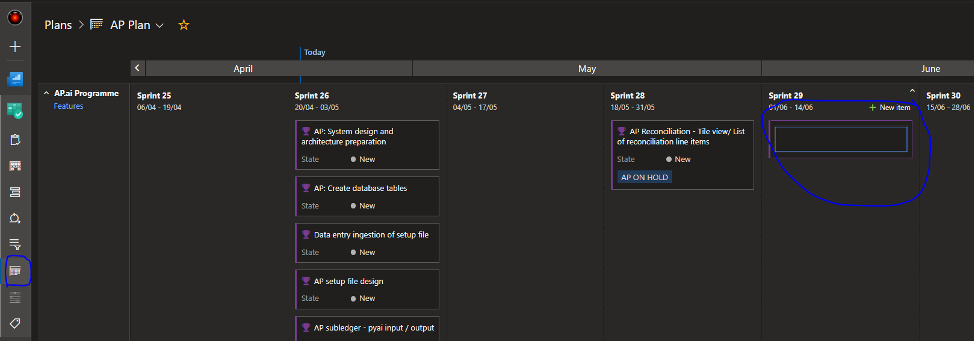 Plans > AP Plan
Today
April May June
AP.ai Programme
Features
Sprint 25
06/04 - 19/04
Sprint 26
20/04 - 03/05
AP: System design and
architecture preparation
State New
AP: Create database tables
State New
Data entry ingestion of setup file
State New
AP setup file design
State New
AP subledger - pyai input / output
Sprint 27
04/05 - 17/05
Sprint 28
18/05 - 31/05
AP Reconciliation - Tile view/ List
of reconciliation line items
State New
AP ON HOLD
Sprint 29
01/06 - 14/06
+ New item
Sprint 30
15/06 - 28/06